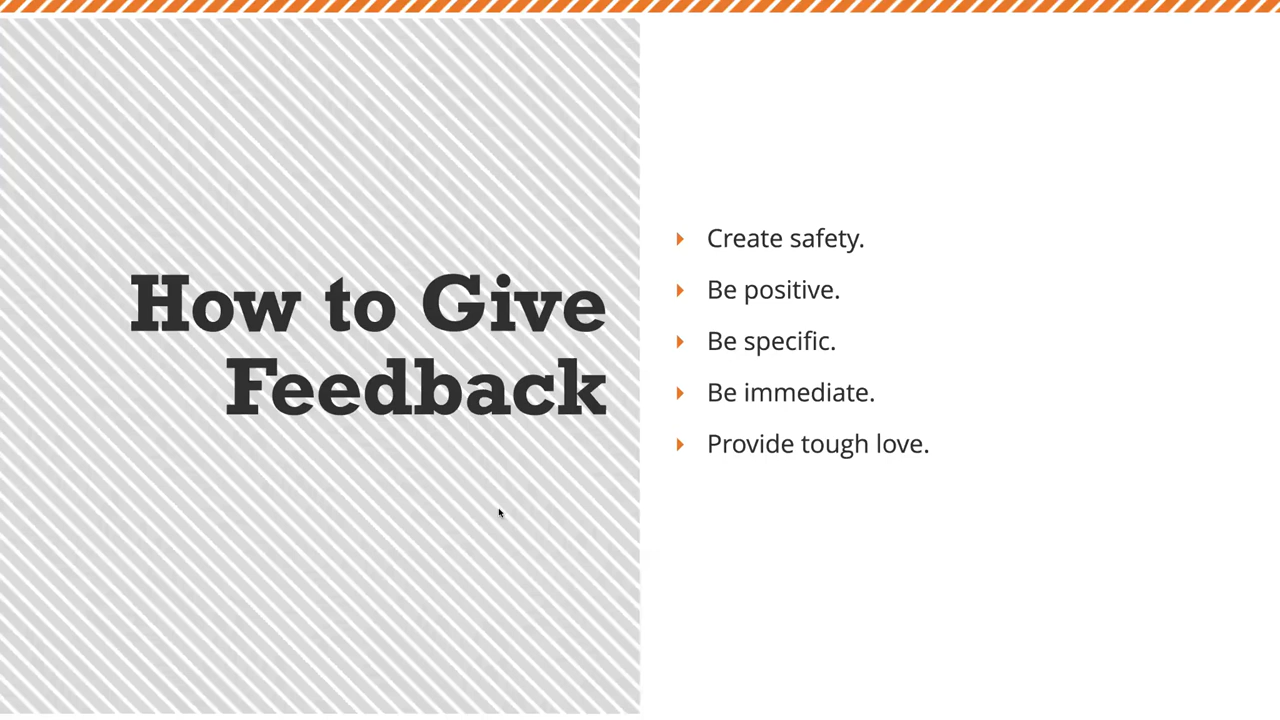 How to Give
Feedback
Create safety.
Be positive.
Be specific.
Be immediate.
Provide tough love.